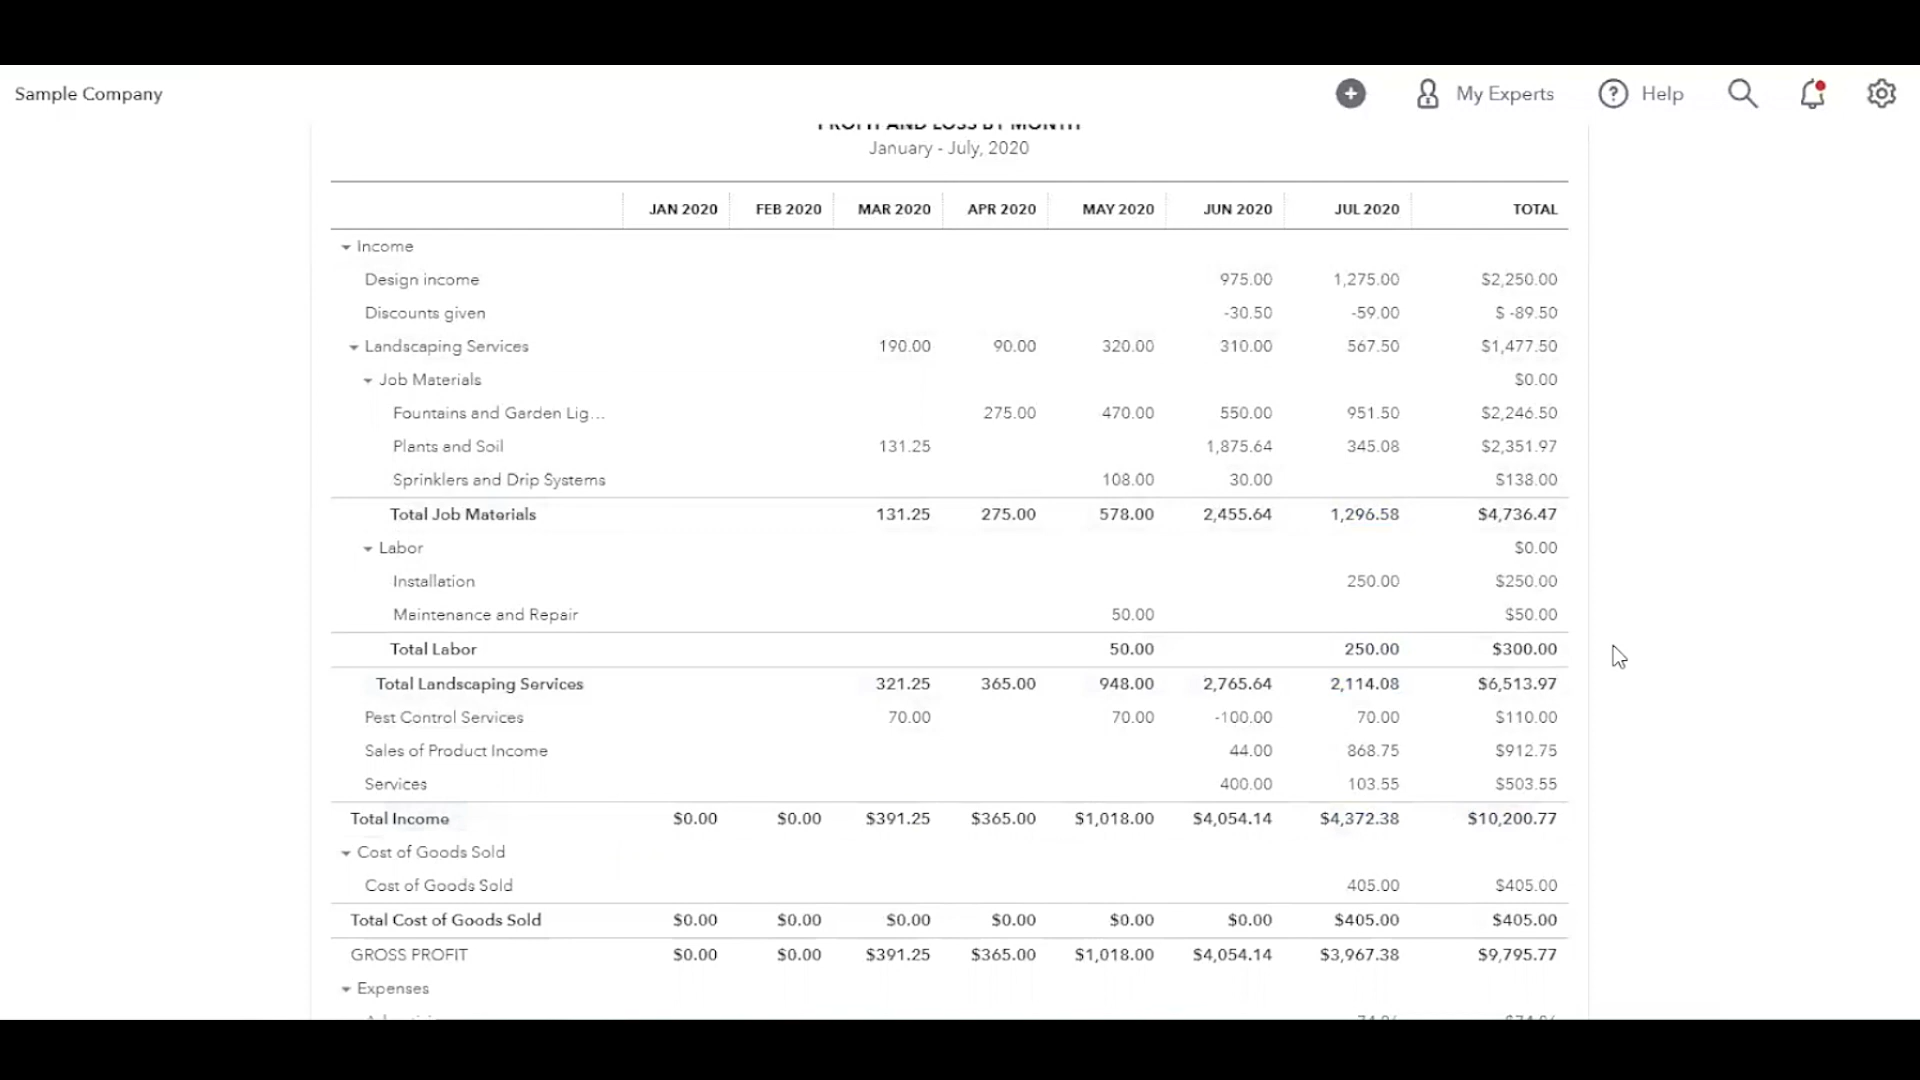 Sample Company My Experts Help
PROFIT AND LOSS BY MONTH
January - July, 2020
JAN 2020 FEB 2020 MAR 2020 APR 2020 MAY 2020 JUN 2020 JUL 2020 TOTAL
Income
Design income 975.00 1,275.00 $2,250.00
Discounts given -30.50 -59.00 $ -89.50
Landscaping Services 190.00 90.00 320.00 310.00 567.50 $1,477.50
Job Materials $0.00
Fountains and Garden Lig... 275.00 470.00 550.00 951.50 $2,246.50
Plants and Soil 131.25 1,875.64 345.08 $2,351.97
Sprinklers and Drip Systems 108.00 30.00 $138.00
Total Job Materials 131.25 275.00 578.00 2,455.64 1,296.58 $4,736.47
Labor $0.00
Installation 250.00 $250.00
Maintenance and Repair 50.00 $50.00
Total Labor 50.00 250.00 $300.00
Total Landscaping Services 321.25 365.00 948.00 2,765.64 2,114.08 $6,513.97
Pest Control Services 70.00 70.00 -100.00 70.00 $110.00
Sales of Product Income 44.00 868.75 $912.75
Services 400.00 103.55 $503.55
Total Income $0.00 $0.00 $391.25 $365.00 $1,018.00 $4,054.14 $4,372.38 $10,200.77
Cost of Goods Sold
Cost of Goods Sold 405.00 $405.00
Total Cost of Goods Sold $0.00 $0.00 $0.00 $0.00 $0.00 $0.00 $405.00 $405.00
GROSS PROFIT $0.00 $0.00 $391.25 $365.00 $1,018.00 $4,054.14 $3,967.38 $9,795.77
Expenses